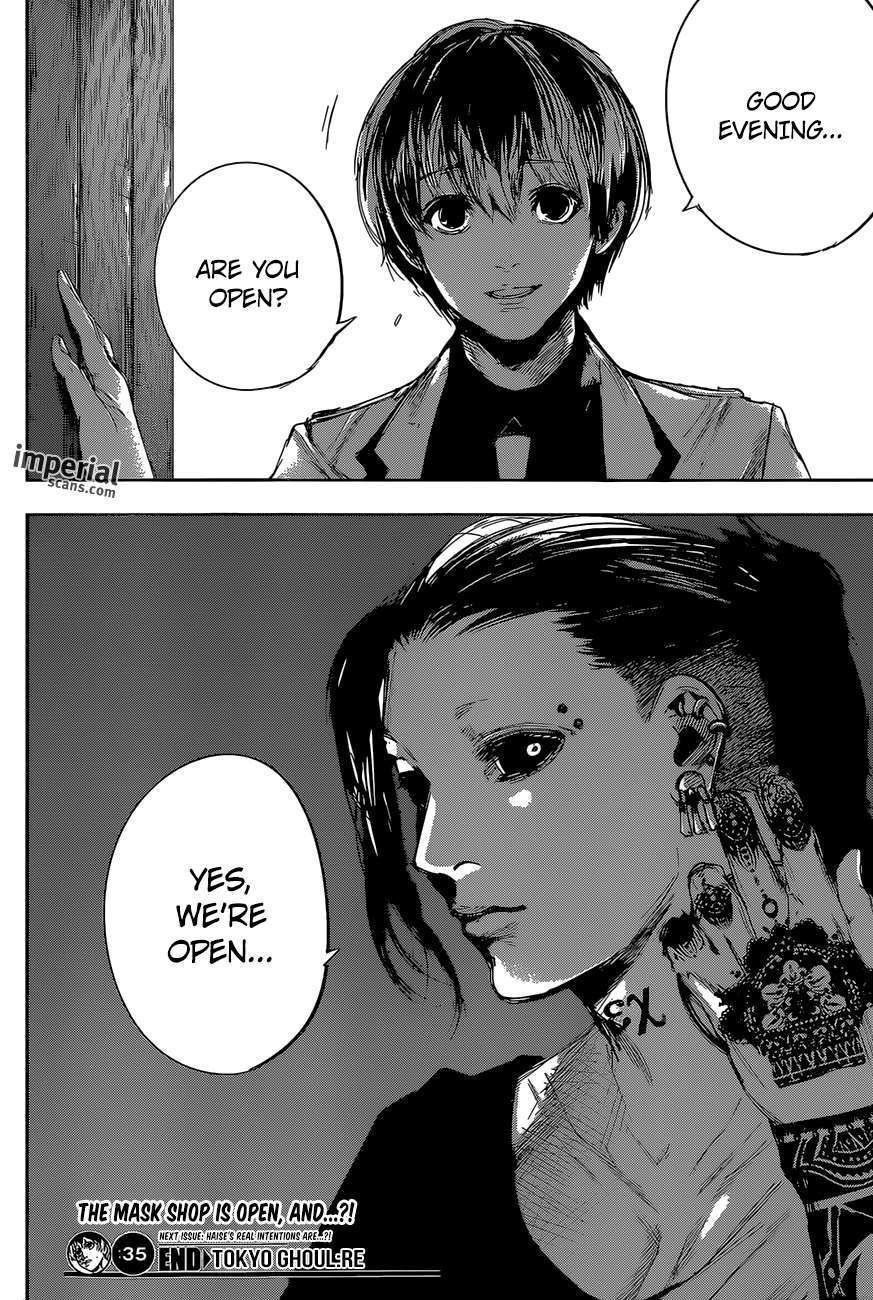 GOOD
EVENING...
ARE YOU
OPEN?
imperial
scans.com
YES,
WE'RE
OPEN...
THE MASK SHOP IS OPEN, AND...?!
NEXT ISSUE: HAISE'S REAL INTENTIONS ARE...?!
:35
END TOKYO GHOUL:RE